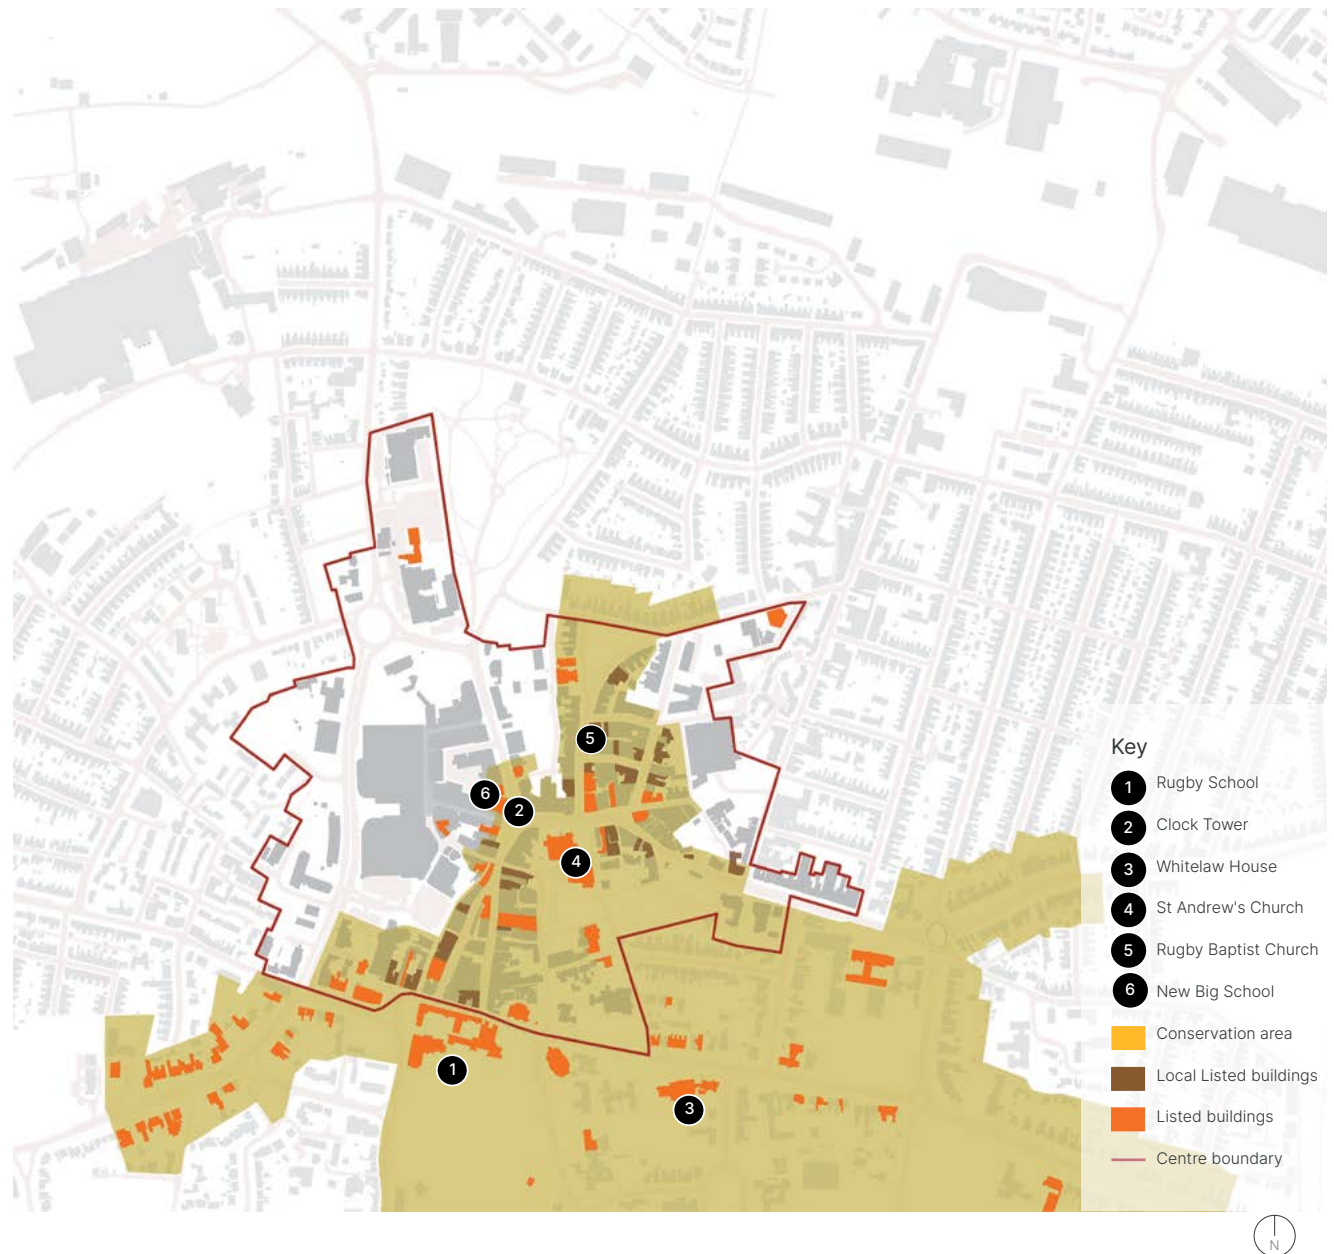 5
6
2
4
1
3
Key
1 Rugby School
2 Clock Tower
3 Whitelaw House
4 St Andrew's Church
5 Rugby Baptist Church
6 New Big School
Conservation area
Local Listed buildings
Listed buildings
Centre boundary
N